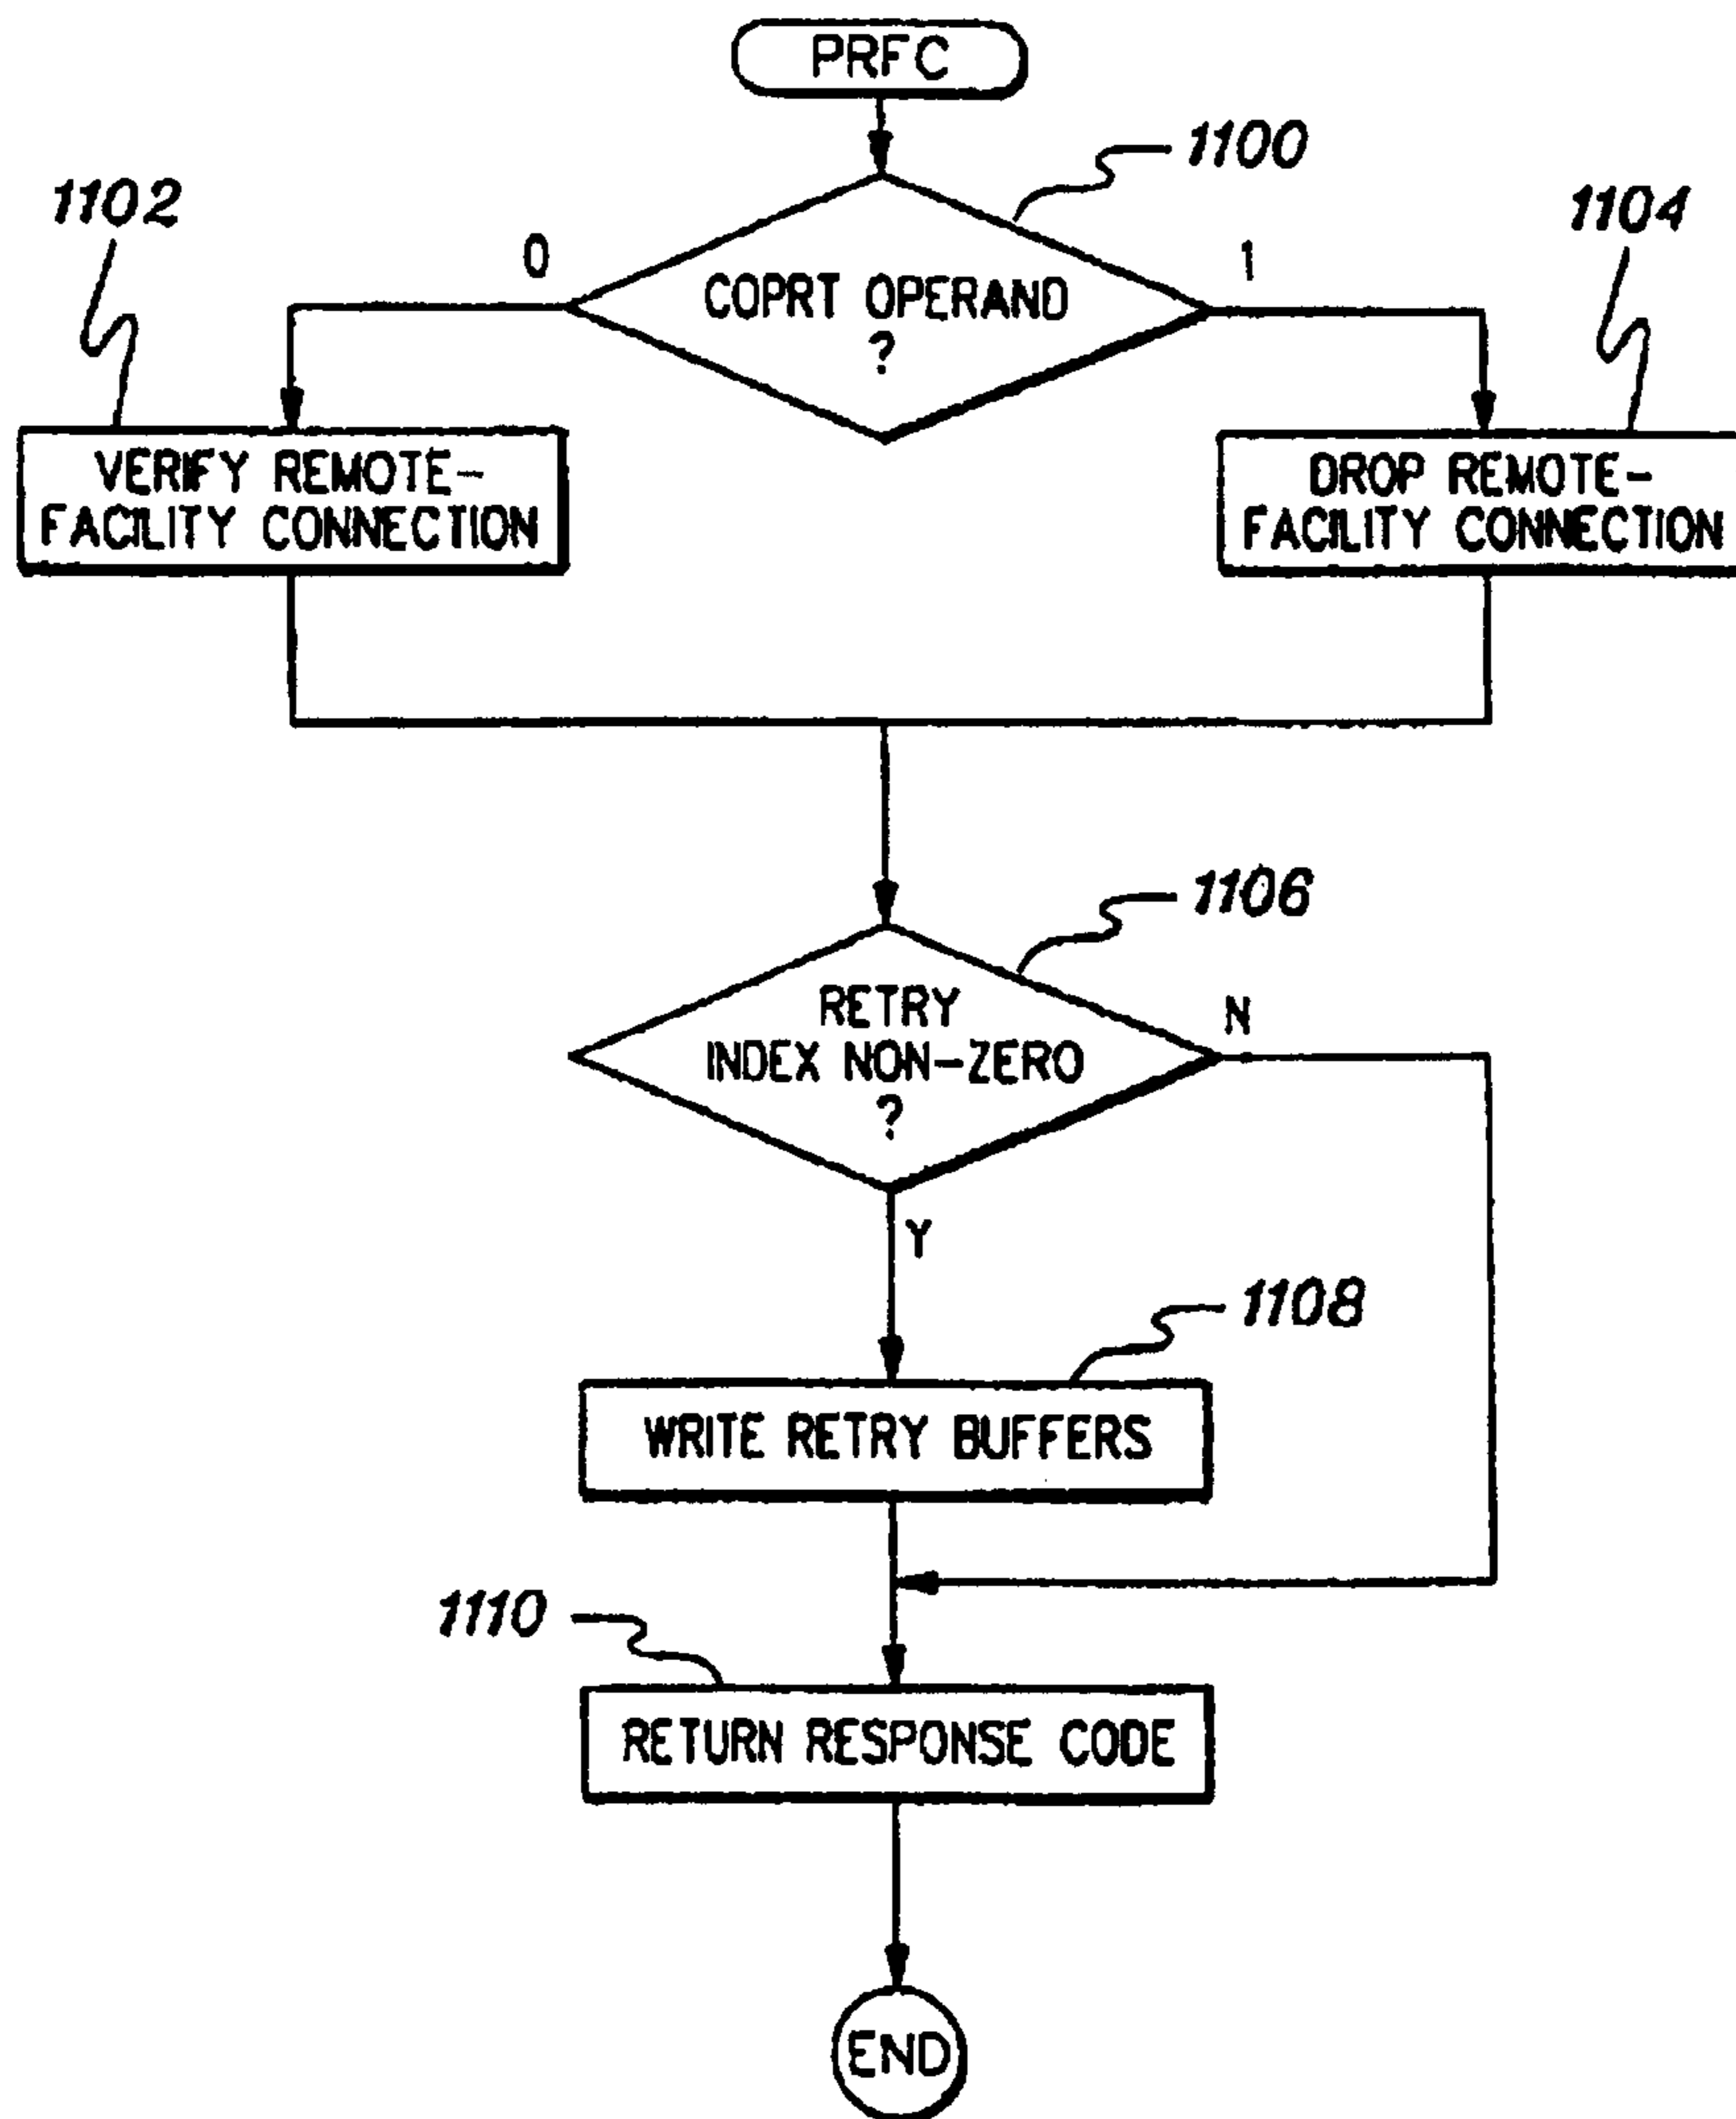 PRFC
1100
1102
1104
0
1
COPRT OPERAND
?
VERIFY REMOTE-
FACILITY CONNECTION
DROP REMOTE-
FACILITY CONNECTION
1106
RETRY
INDEX NON-ZERO
?
N
Y
1108
WRITE RETRY BUFFERS
1110
RETURN RESPONSE CODE
END